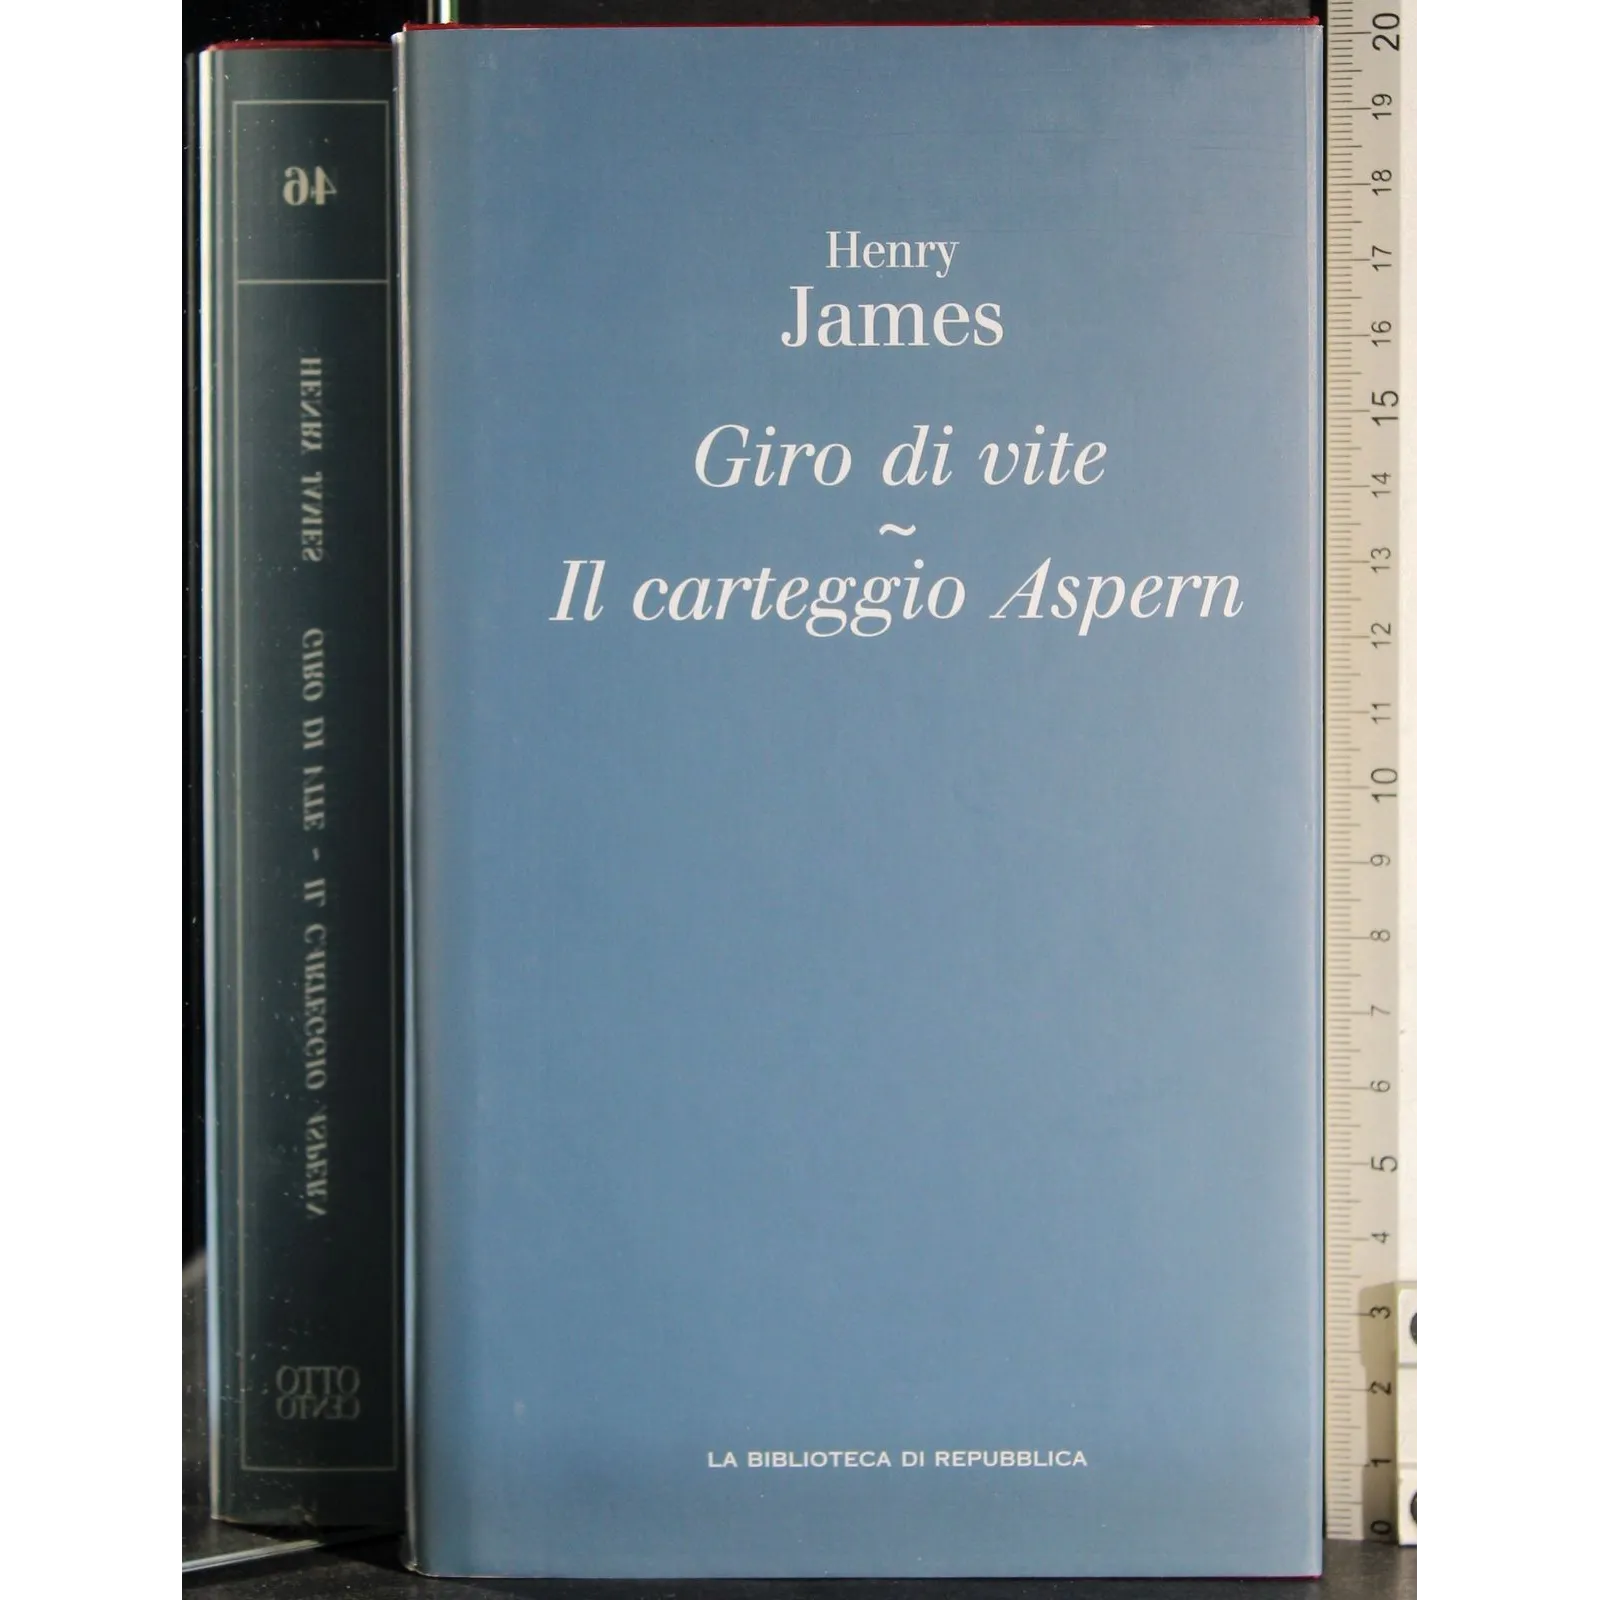 46
HENRY JAMES GIRO DI VITE ~ IL CARTEGGIO ASPERN
OTTO
CENTO
Henry
James
Giro di vite
~
Il carteggio Aspern
LA BIBLIOTECA DI REPUBBLICA
20
19
18
17
16
15
14
13
12
11
10
9
8
7
6
5
4
3
2
1
0